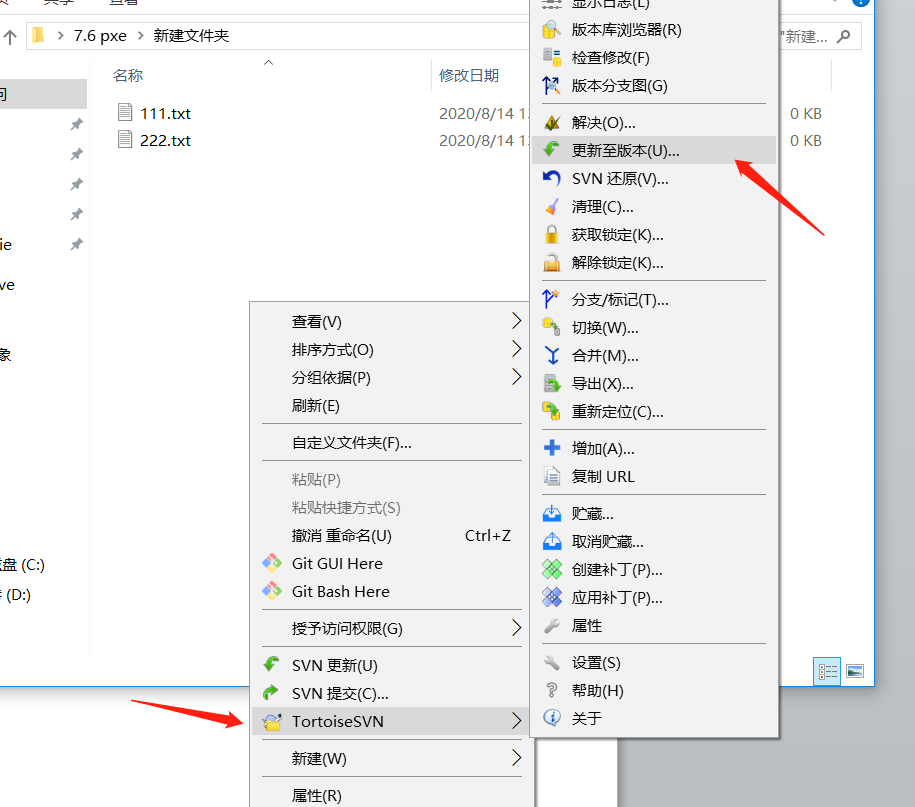 共享
查看
7.6 pxe
新建文件夹
"新建...
名称
修改日期
111.txt
2020/8/14 1
0 KB
222.txt
2020/8/14 1
0 KB
ie
ve
象
盘 (C:)
(D:)
查看(V)
排序方式(O)
分组依据(P)
刷新(E)
自定义文件夹(F)...
粘贴(P)
粘贴快捷方式(S)
撤消 重命名(U) Ctrl+Z
Git GUI Here
Git Bash Here
授予访问权限(G)
SVN 更新(U)
SVN 提交(C)...
TortoiseSVN
新建(W)
属性(R)
显示日志(L)
版本库浏览器(R)
检查修改(F)
版本分支图(G)
解决(O)...
更新至版本(U)...
SVN 还原(V)...
清理(C)...
获取锁定(K)...
解除锁定(K)...
分支/标记(T)...
切换(W)...
合并(M)...
导出(X)...
重新定位(C)...
增加(A)...
复制 URL
贮藏...
取消贮藏...
创建补丁(P)...
应用补丁(P)...
属性
设置(S)
帮助(H)
关于